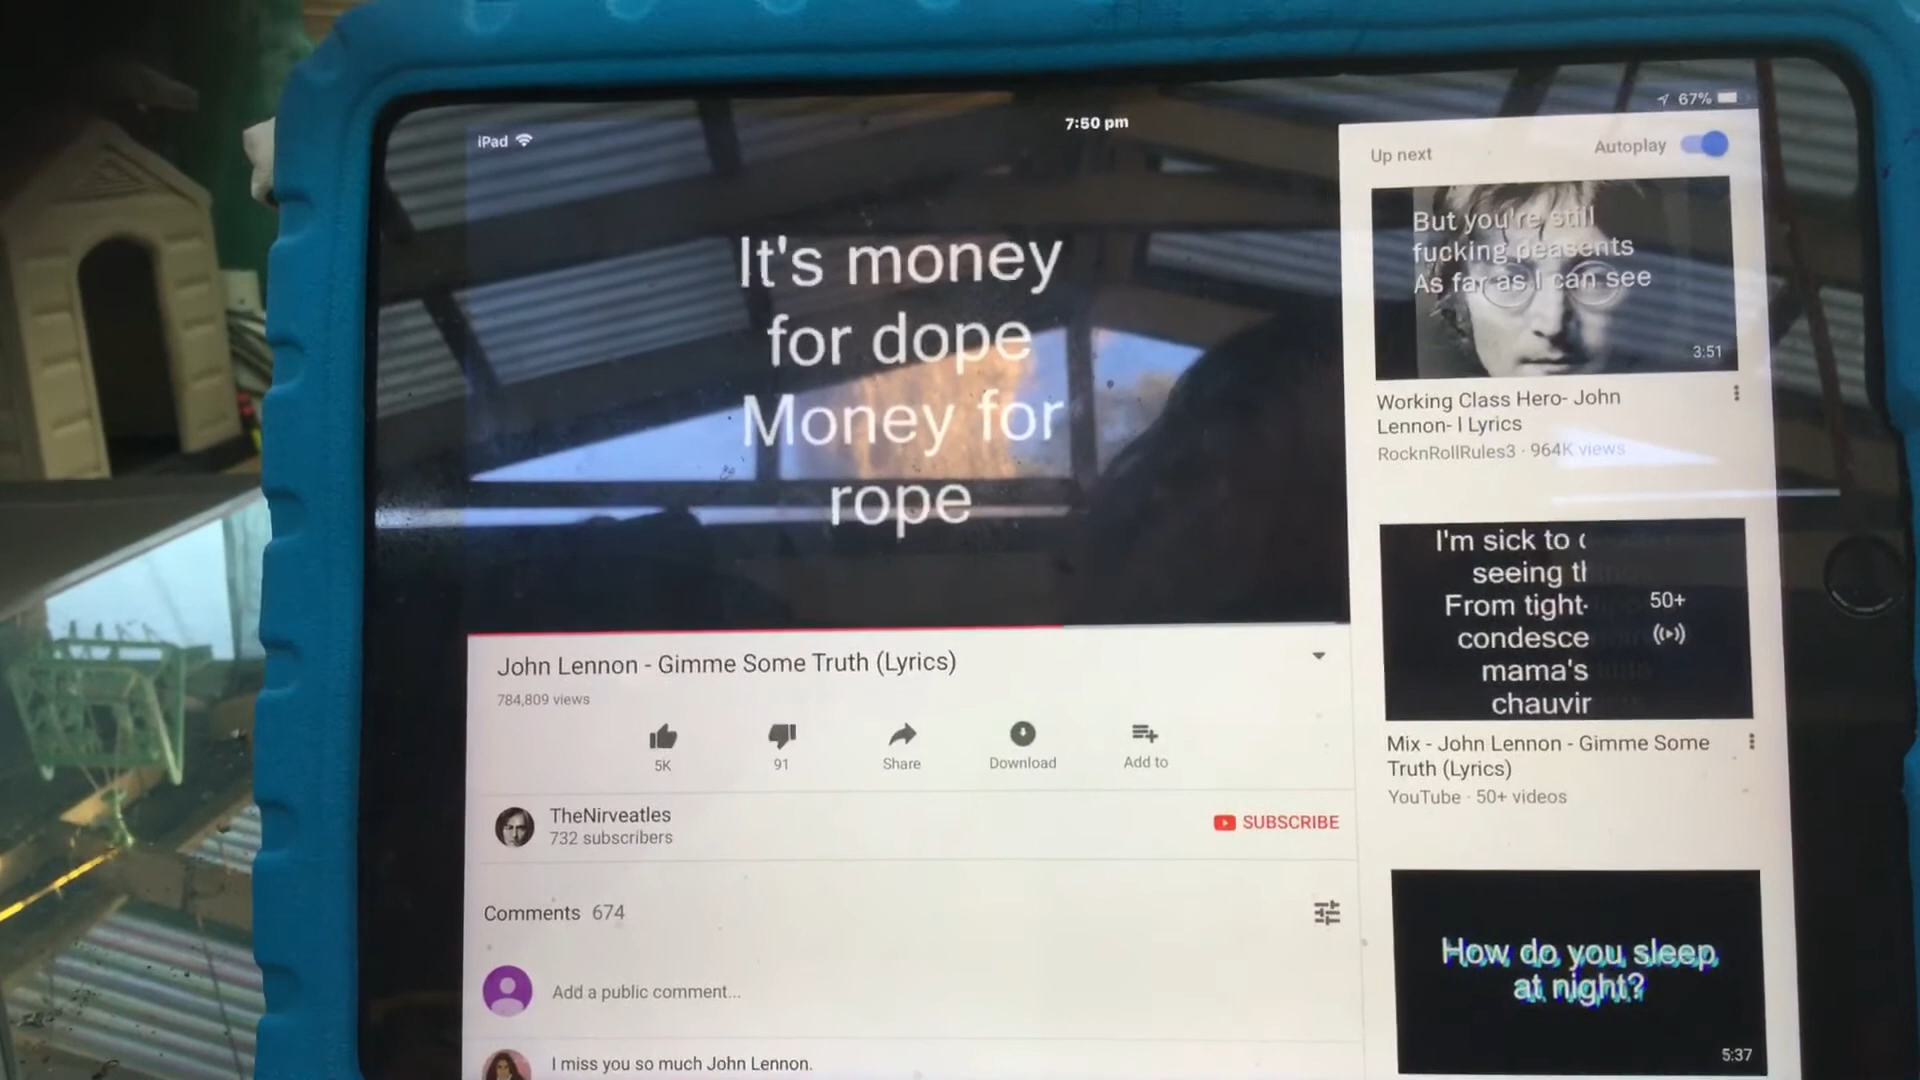 iPad
7:50 pm
67%
It's money
for dope
Money for
rope
John Lennon - Gimme Some Truth (Lyrics)
784,809 views
5K
91
Share
Download
Add to
TheNirveatles
732 subscribers
SUBSCRIBE
Comments 674
Add a public comment...
I miss you so much John Lennon.
Up next
Autoplay
But you're still
fucking peasents
As far as I can see
3:51
Working Class Hero- John
Lennon- l Lyrics
RocknRollRules3 · 964K views
I'm sick to
seeing
From tight-
condesce
mama's
chauvin
50+
Mix - John Lennon - Gimme Some
Truth (Lyrics)
YouTube · 50+ videos
How do you sleep
at night?
5:37